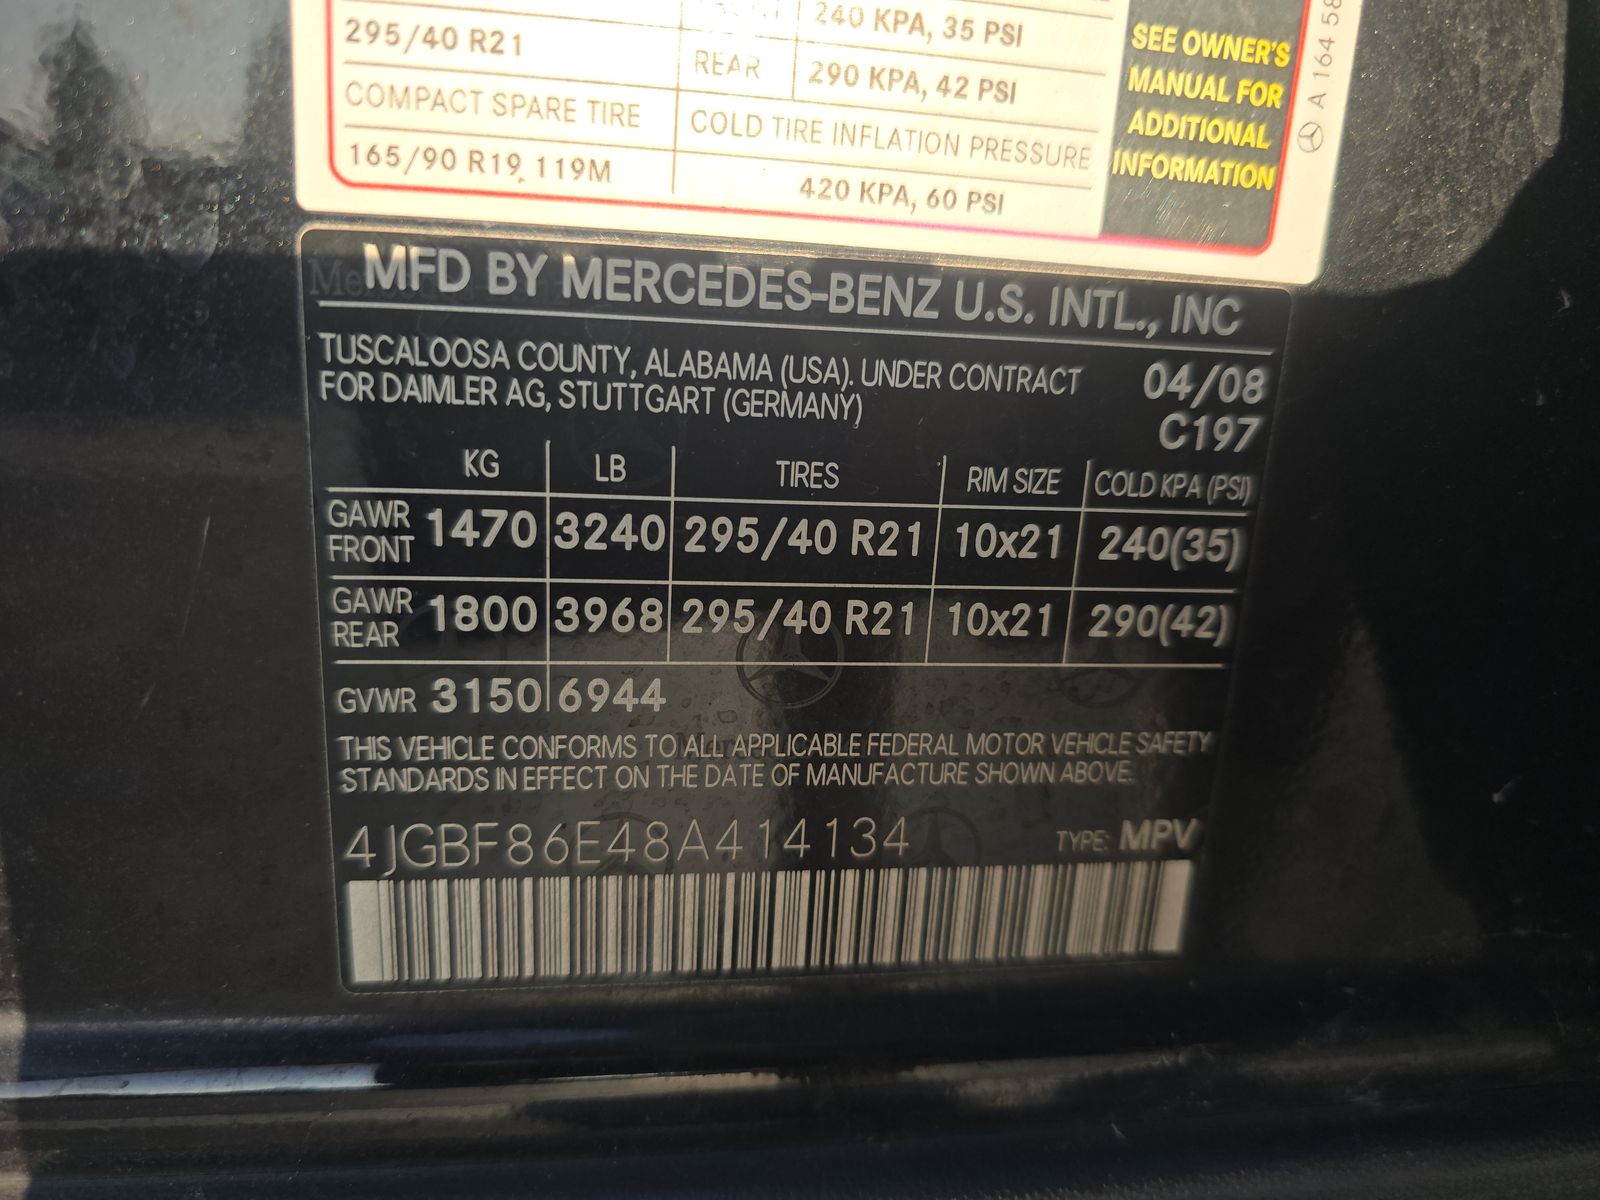 240 KPA, 35 PSI
295/40 R21
REAR 290 KPA, 42 PSI
COMPACT SPARE TIRE
COLD TIRE INFLATION PRESSURE
165/90 R19, 119M
420 KPA, 60 PSI
SEE OWNER'S
MANUAL FOR
ADDITIONAL
INFORMATION
A 164 58
MFD BY MERCEDES-BENZ U.S. INTL., INC
TUSCALOOSA COUNTY, ALABAMA (USA). UNDER CONTRACT
FOR DAIMLER AG, STUTTGART (GERMANY)
04/08
C197
KG LB TIRES RIM SIZE COLD KPA (PSI)
GAWR FRONT 1470 3240 295/40 R21 10x21 240(35)
GAWR REAR 1800 3968 295/40 R21 10x21 290(42)
GVWR 3150 6944
THIS VEHICLE CONFORMS TO ALL APPLICABLE FEDERAL MOTOR VEHICLE SAFETY
STANDARDS IN EFFECT ON THE DATE OF MANUFACTURE SHOWN ABOVE.
4JGBF86E48A414134 TYPE: MPV